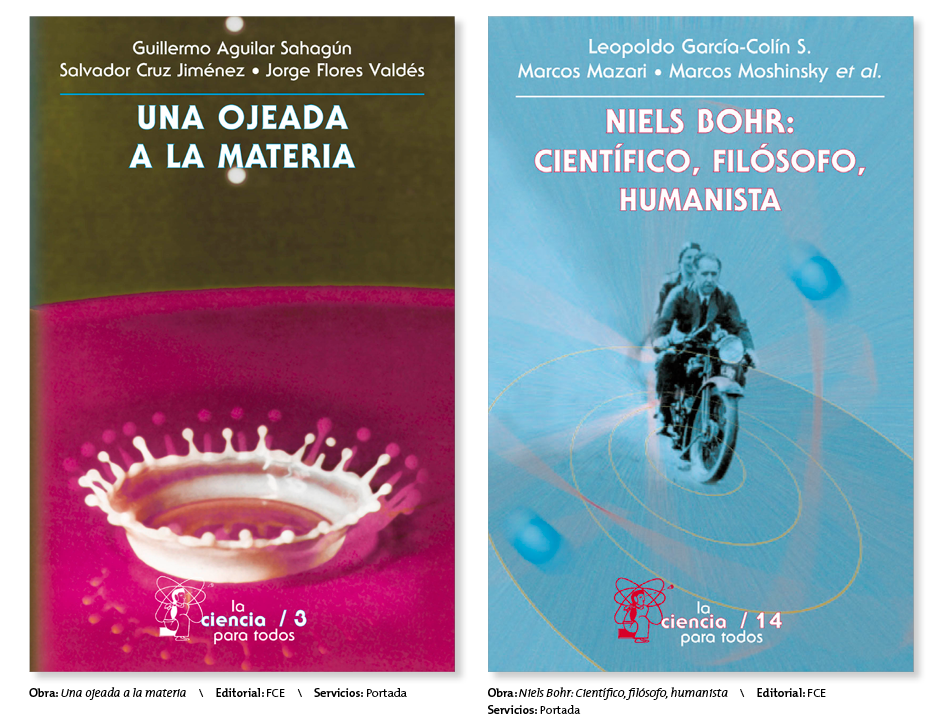 Guillermo Aguilar Sahagún
Salvador Cruz Jiménez • Jorge Flores Valdés
UNA OJEADA
A LA MATERIA
la
ciencia / 3
para todos
Obra: Una ojeada a la materia \ Editorial: FCE \ Servicios: Portada
Leopoldo García-Colín S.
Marcos Mazari • Marcos Moshinsky et al.
NIELS BOHR:
CIENTÍFICO, FILÓSOFO,
HUMANISTA
la
ciencia / 14
para todos
Obra: Niels Bohr: Científico, filósofo, humanista \ Editorial: FCE
Servicios: Portada